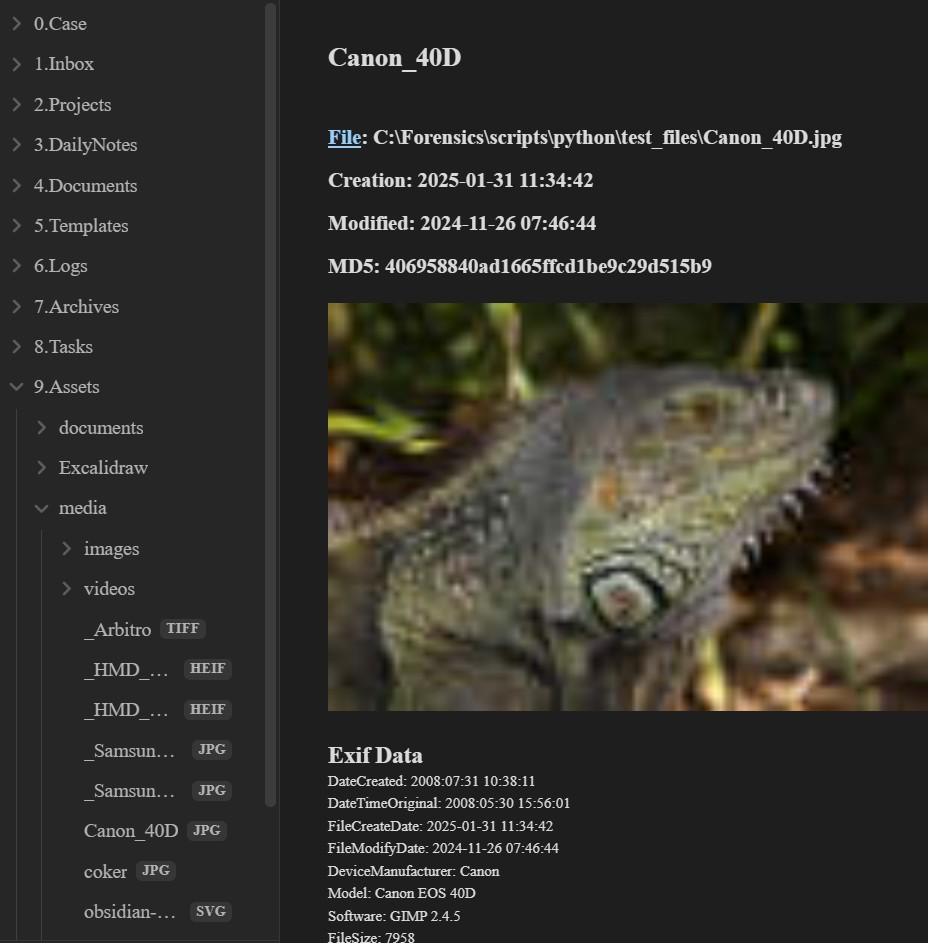 0.Case
1.Inbox
2.Projects
3.DailyNotes
4.Documents
5.Templates
6.Logs
7.Archives
8.Tasks
9.Assets
documents
Excalidraw
media
images
videos
_Arbitro TIFF
_HMD_... HEIF
_HMD_... HEIF
_Samsun... JPG
_Samsun... JPG
Canon_40D JPG
coker JPG
obsidian-... SVG
Canon_40D
File: C:\Forensics\scripts\python\test_files\Canon_40D.jpg
Creation: 2025-01-31 11:34:42
Modified: 2024-11-26 07:46:44
MD5: 406958840ad1665ffcd1be9c29d515b9
Exif Data
DateCreated: 2008:07:31 10:38:11
DateTimeOriginal: 2008:05:30 15:56:01
FileCreateDate: 2025-01-31 11:34:42
FileModifyDate: 2024-11-26 07:46:44
DeviceManufacturer: Canon
Model: Canon EOS 40D
Software: GIMP 2.4.5
FileSize: 7958